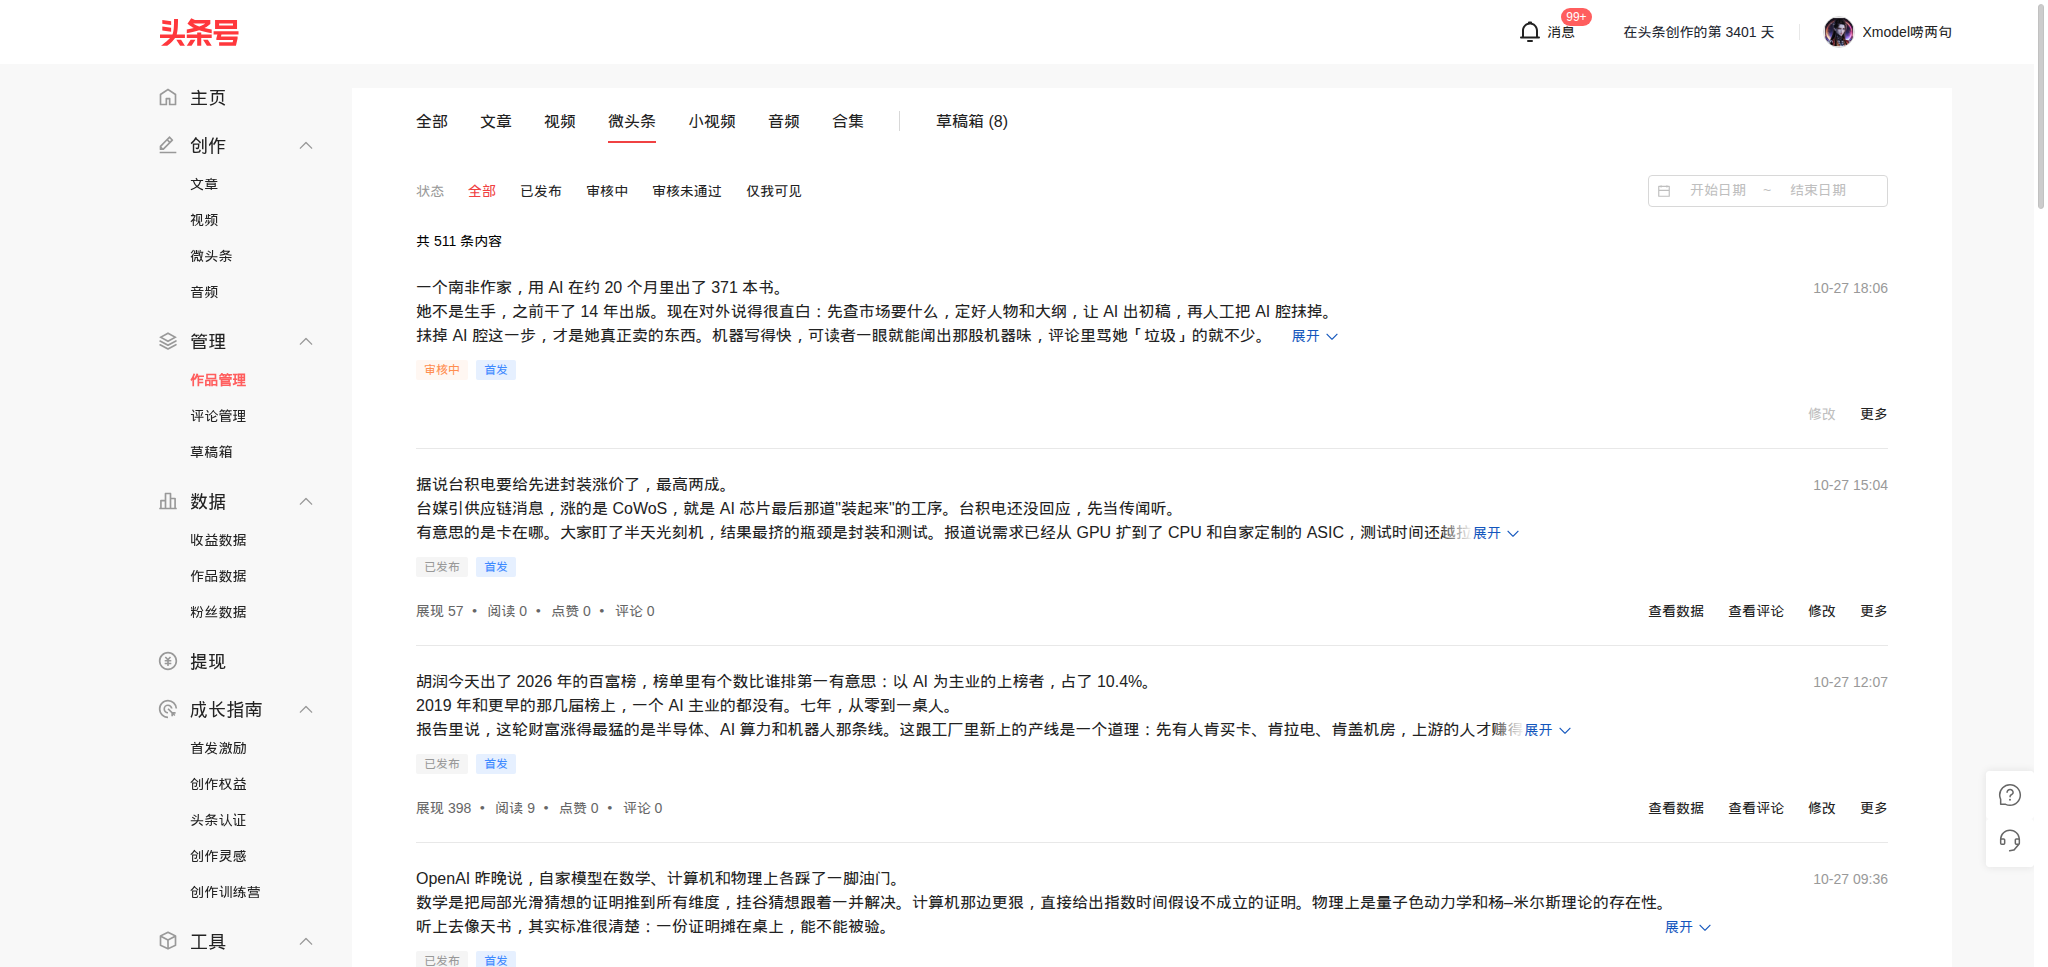 头条号
消息
99+
在头条创作的第 3401 天
Xmodel唠两句
主页
创作
文章
视频
微头条
音频
管理
作品管理
评论管理
草稿箱
数据
收益数据
作品数据
粉丝数据
提现
成长指南
首发激励
创作权益
头条认证
创作灵感
创作训练营
工具
全部 文章 视频 微头条 小视频 音频 合集 草稿箱 (8)
状态 全部 已发布 审核中 审核未通过 仅我可见
开始日期 ~ 结束日期
共 511 条内容
一个南非作家，用 AI 在约 20 个月里出了 371 本书。
10-27 18:06
她不是生手，之前干了 14 年出版。现在对外说得很直白：先查市场要什么，定好人物和大纲，让 AI 出初稿，再人工把 AI 腔抹掉。
抹掉 AI 腔这一步，才是她真正卖的东西。机器写得快，可读者一眼就能闻出那股机器味，评论里骂她「垃圾」的就不少。 展开
审核中 首发
修改 更多
据说台积电要给先进封装涨价了，最高两成。
10-27 15:04
台媒引供应链消息，涨的是 CoWoS，就是 AI 芯片最后那道"装起来"的工序。台积电还没回应，先当传闻听。
有意思的是卡在哪。大家盯了半天光刻机，结果最挤的瓶颈是封装和测试。报道说需求已经从 GPU 扩到了 CPU 和自家定制的 ASIC，测试时间还越拉 展开
已发布 首发
展现 57 • 阅读 0 • 点赞 0 • 评论 0
查看数据 查看评论 修改 更多
胡润今天出了 2026 年的百富榜，榜单里有个数比谁排第一有意思：以 AI 为主业的上榜者，占了 10.4%。
10-27 12:07
2019 年和更早的那几届榜上，一个 AI 主业的都没有。七年，从零到一桌人。
报告里说，这轮财富涨得最猛的是半导体、AI 算力和机器人那条线。这跟工厂里新上的产线是一个道理：先有人肯买卡、肯拉电、肯盖机房，上游的人才赚得 展开
已发布 首发
展现 398 • 阅读 9 • 点赞 0 • 评论 0
查看数据 查看评论 修改 更多
OpenAI 昨晚说，自家模型在数学、计算机和物理上各踩了一脚油门。
10-27 09:36
数学是把局部光滑猜想的证明推到所有维度，挂谷猜想跟着一并解决。计算机那边更狠，直接给出指数时间假设不成立的证明。物理上是量子色动力学和杨–米尔斯理论的存在性。
听上去像天书，其实标准很清楚：一份证明摊在桌上，能不能被验。 展开
已发布 首发